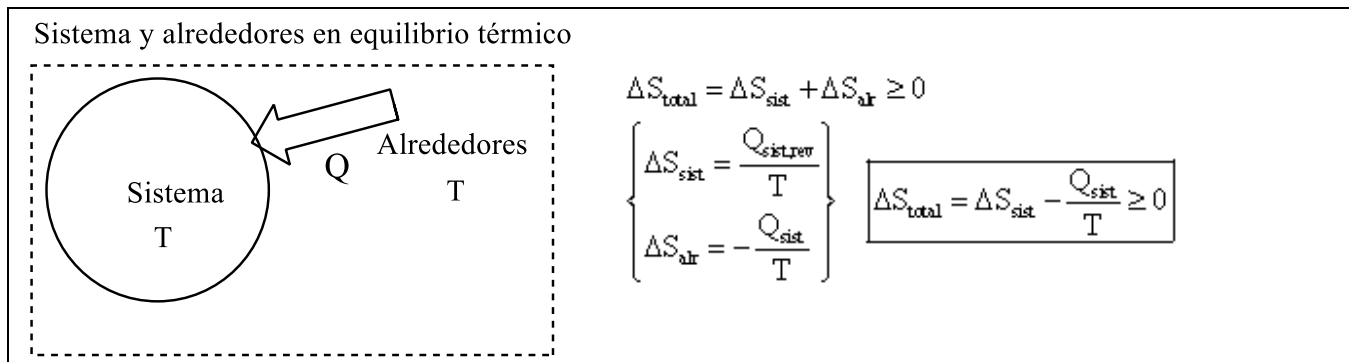 Sistema y alrededores en equilibrio térmico
Sistema
T
Q
Alrededores
T
ΔS_total = ΔS_sist + ΔS_alr ≥ 0
ΔS_sist = Q_sist,rev / T
ΔS_alr = − Q_sist / T
ΔS_total = ΔS_sist − Q_sist / T ≥ 0